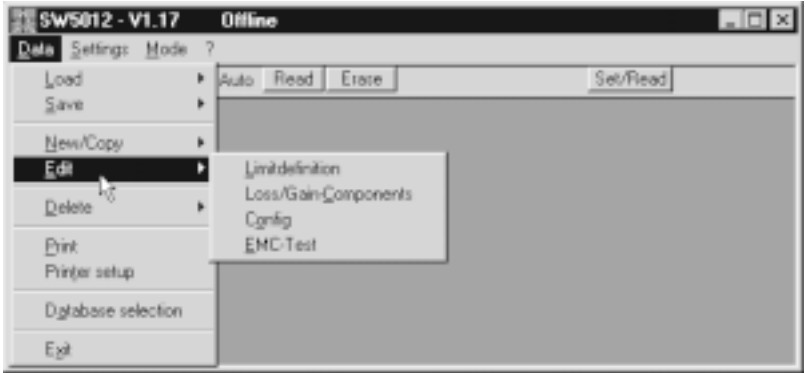 SW5012 - V1.17 Offline
Data Settings Mode ?
Load
Auto Read Erase Set/Read
Save
New/Copy
Edit
Limitdefinition
Loss/Gain-Components
Config
EMC-Test
Delete
Print
Printer setup
Database selection
Exit